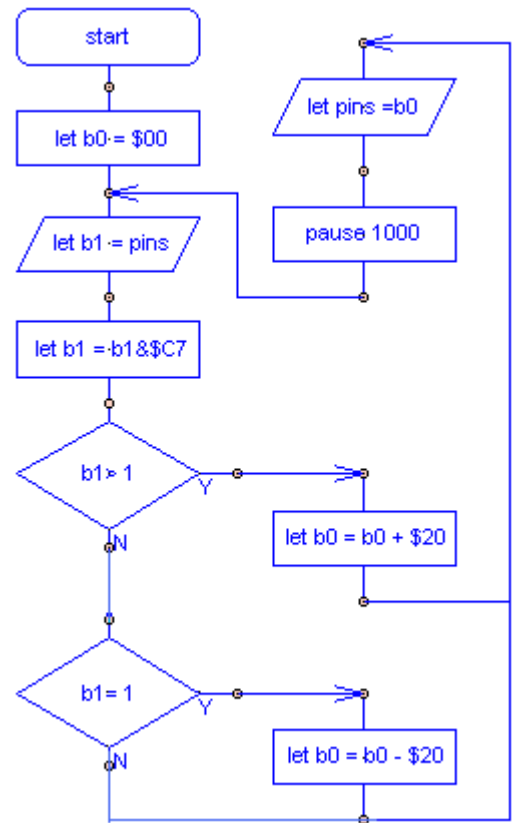 start
let b0 = $00
let b1 = pins
let b1 = b1&$C7
b1> 1
Y
N
let b0 = b0 + $20
b1= 1
Y
N
let b0 = b0 - $20
let pins =b0
pause 1000